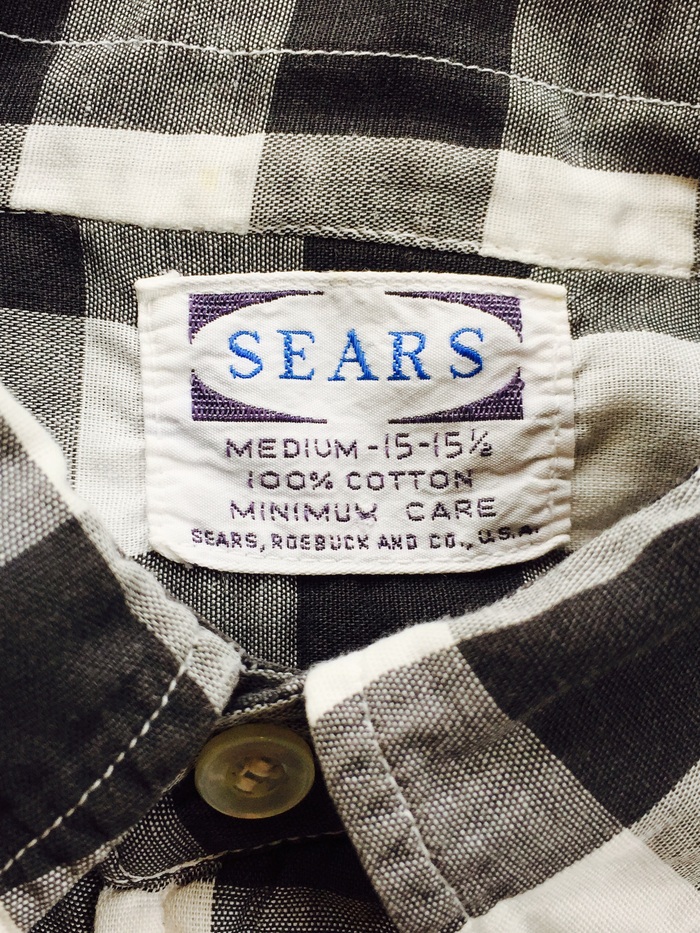 SEARS
MEDIUM-15-15½
100% COTTON
MINIMUM CARE
SEARS, ROEBUCK AND CO., U.S.A.